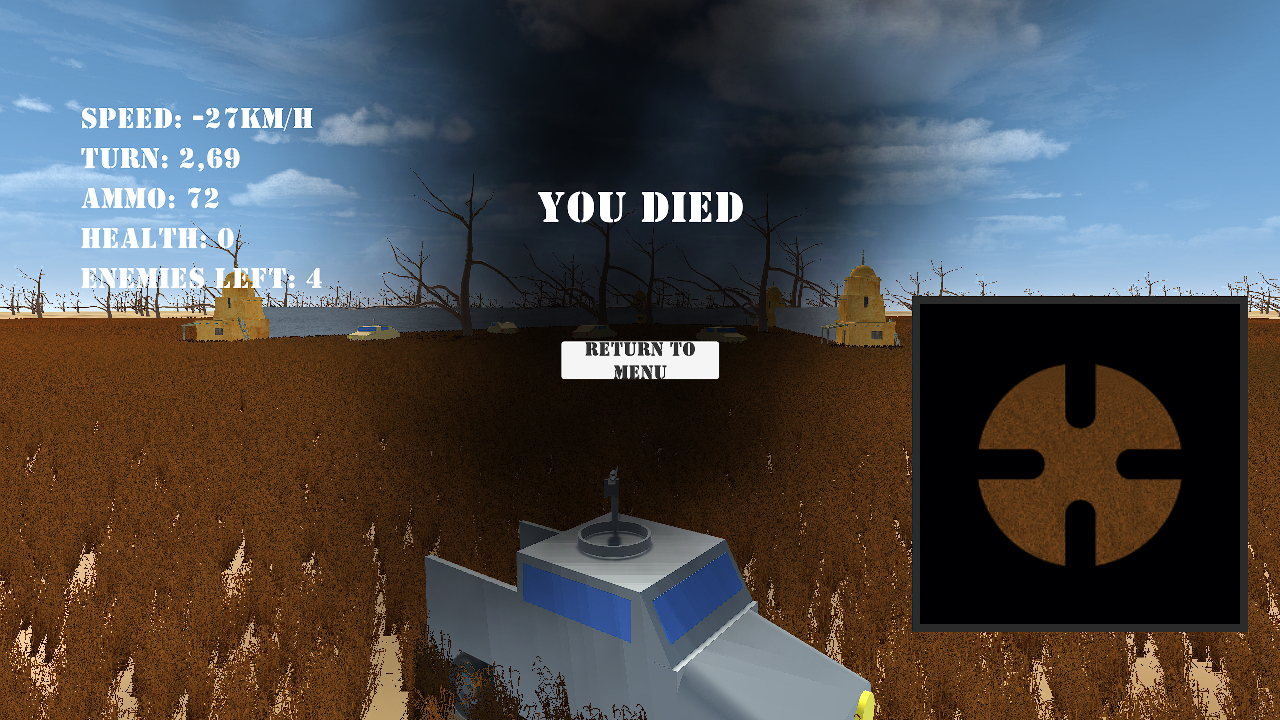 SPEED: -27KM/H
TURN: 2,69
AMMO: 72
HEALTH: 0
ENEMIES LEFT: 4
YOU DIED
RETURN TO
MENU